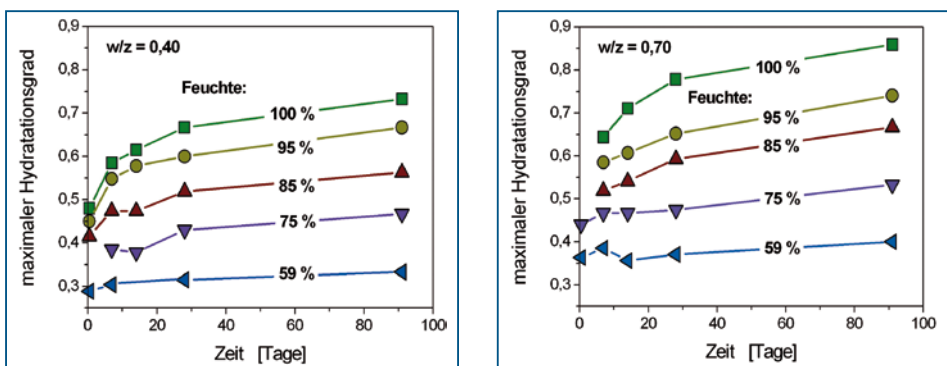 0,9
0,8
0,7
0,6
0,5
0,4
0,3
maximaler Hydratationsgrad
w/z = 0,40
Feuchte:
100 %
95 %
85 %
75 %
59 %
0 20 40 60 80 100
Zeit [Tage]
0,9
0,8
0,7
0,6
0,5
0,4
0,3
maximaler Hydratationsgrad
w/z = 0,70
100 %
Feuchte:
95 %
85 %
75 %
59 %
0 20 40 60 80 100
Zeit [Tage]